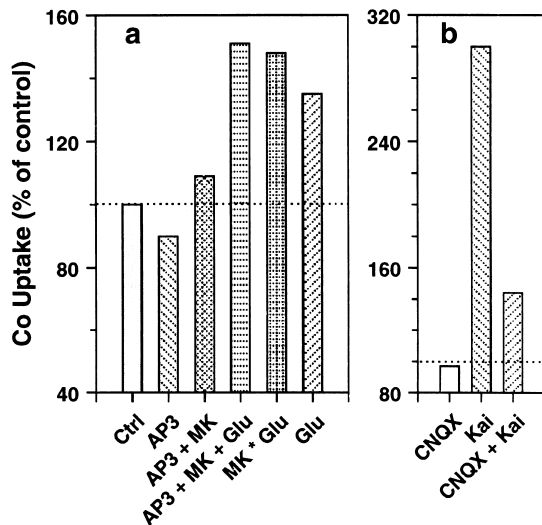 a
b
Co Uptake (% of control)
160
120
80
40
320
240
160
80
Ctrl
AP3
AP3 + MK
AP3 + MK + Glu
MK * Glu
Glu
CNQX
Kai
CNQX + Kai